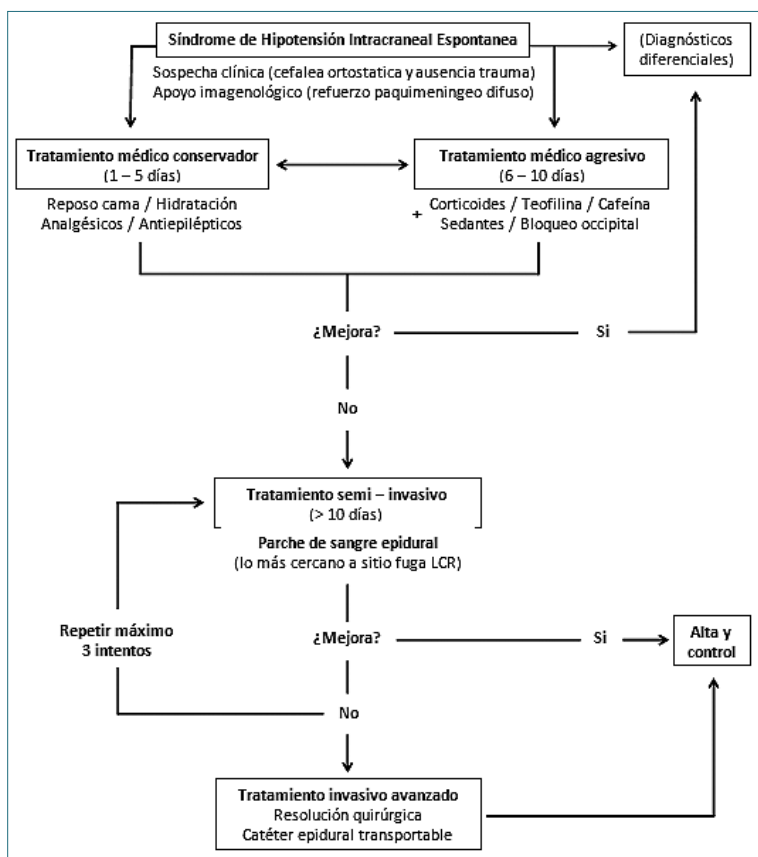 Síndrome de Hipotensión Intracraneal Espontanea
(Diagnósticos
diferenciales)
Sospecha clínica (cefalea ortostatica y ausencia trauma)
Apoyo imagenológico (refuerzo paquimeningeo difuso)
Tratamiento médico conservador
(1 – 5 días)
Reposo cama / Hidratación
Analgésicos / Antiepilépticos
Tratamiento médico agresivo
(6 – 10 días)
+ Corticoides / Teofilina / Cafeína
Sedantes / Bloqueo occipital
¿Mejora?
Si
No
Tratamiento semi – invasivo
(> 10 días)
Parche de sangre epidural
(lo más cercano a sitio fuga LCR)
Repetir máximo
3 intentos
¿Mejora?
Si
Alta y
control
No
Tratamiento invasivo avanzado
Resolución quirúrgica
Catéter epidural transportable